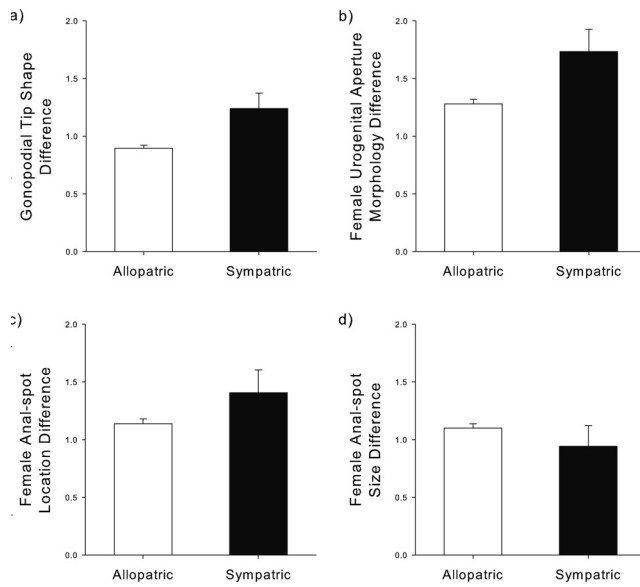 a)
Gonopodial Tip Shape
Difference
2.0
1.5
1.0
0.5
0.0
Allopatric Sympatric
b)
Female Urogenital Aperture
Morphology Difference
2.0
1.5
1.0
0.5
0.0
Allopatric Sympatric
c)
Female Anal-spot
Location Difference
2.0
1.5
1.0
0.5
0.0
Allopatric Sympatric
d)
Female Anal-spot
Size Difference
2.0
1.5
1.0
0.5
0.0
Allopatric Sympatric